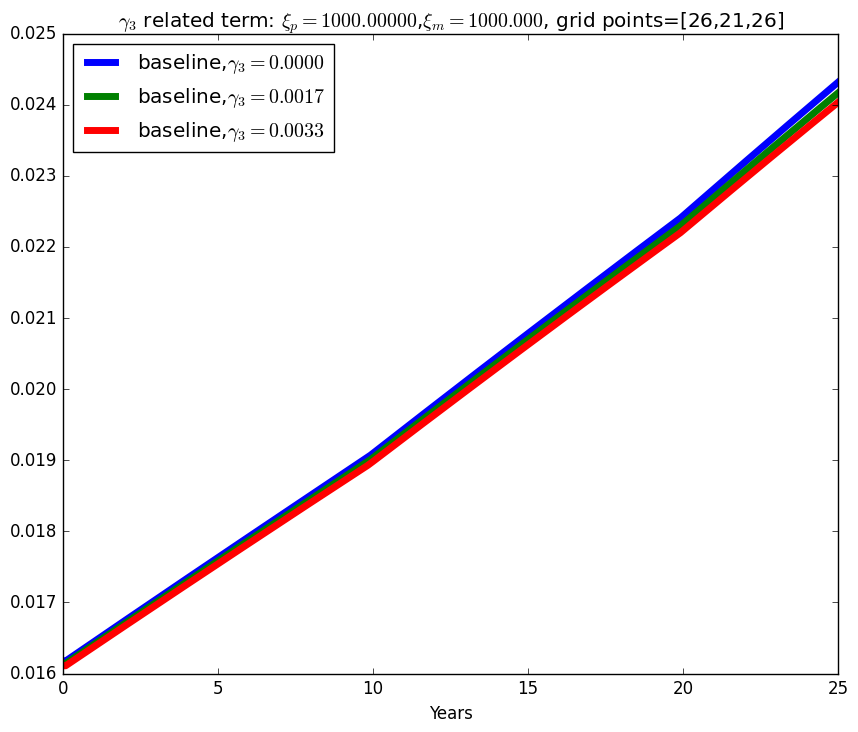 γ₃ related term: ξₚ = 1000.00000,ξₘ = 1000.000, grid points=[26,21,26]
0.025
baseline,γ₃ = 0.0000
0.024
baseline,γ₃ = 0.0017
baseline,γ₃ = 0.0033
0.023
0.022
0.021
0.020
0.019
0.018
0.017
0.016
0 5 10 15 20 25
Years